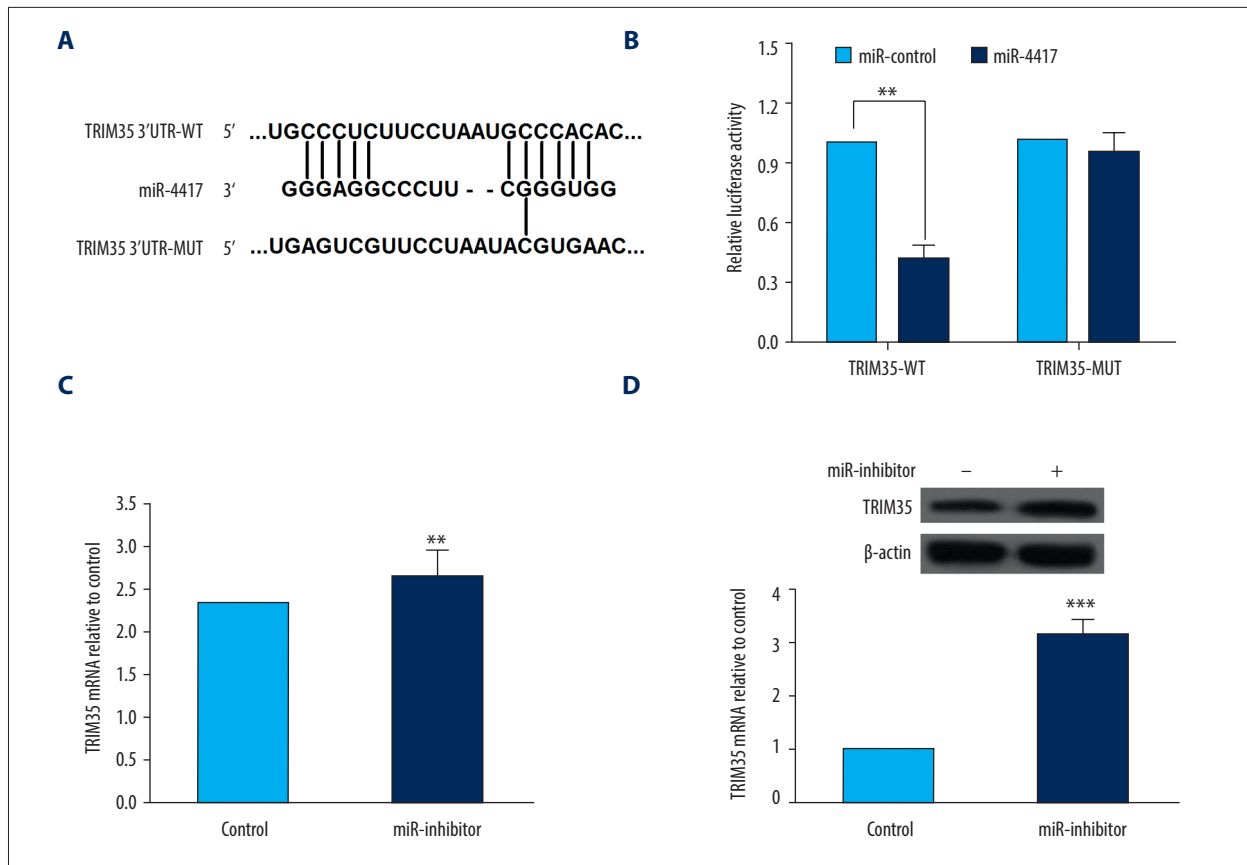 A
TRIM35 3'UTR-WT 5' ...UGCCCUCUUCCUAAUGCCCACAC...
miR-4417 3' GGGAGGCCCUU - - CGGGUGG
TRIM35 3'UTR-MUT 5' ...UGAGUCGUUCCUAAUACGUGAAC...
B
miR-control miR-4417
Relative luciferase activity
1.5
1.2
0.9
0.6
0.3
0.0
**
TRIM35-WT TRIM35-MUT
C
TRIM35 mRNA relative to control
3.5
3.0
2.5
2.0
1.5
1.0
0.5
0.0
**
Control miR-inhibitor
D
miR-inhibitor – +
TRIM35
β-actin
TRIM35 mRNA relative to control
4
3
2
1
0
***
Control miR-inhibitor